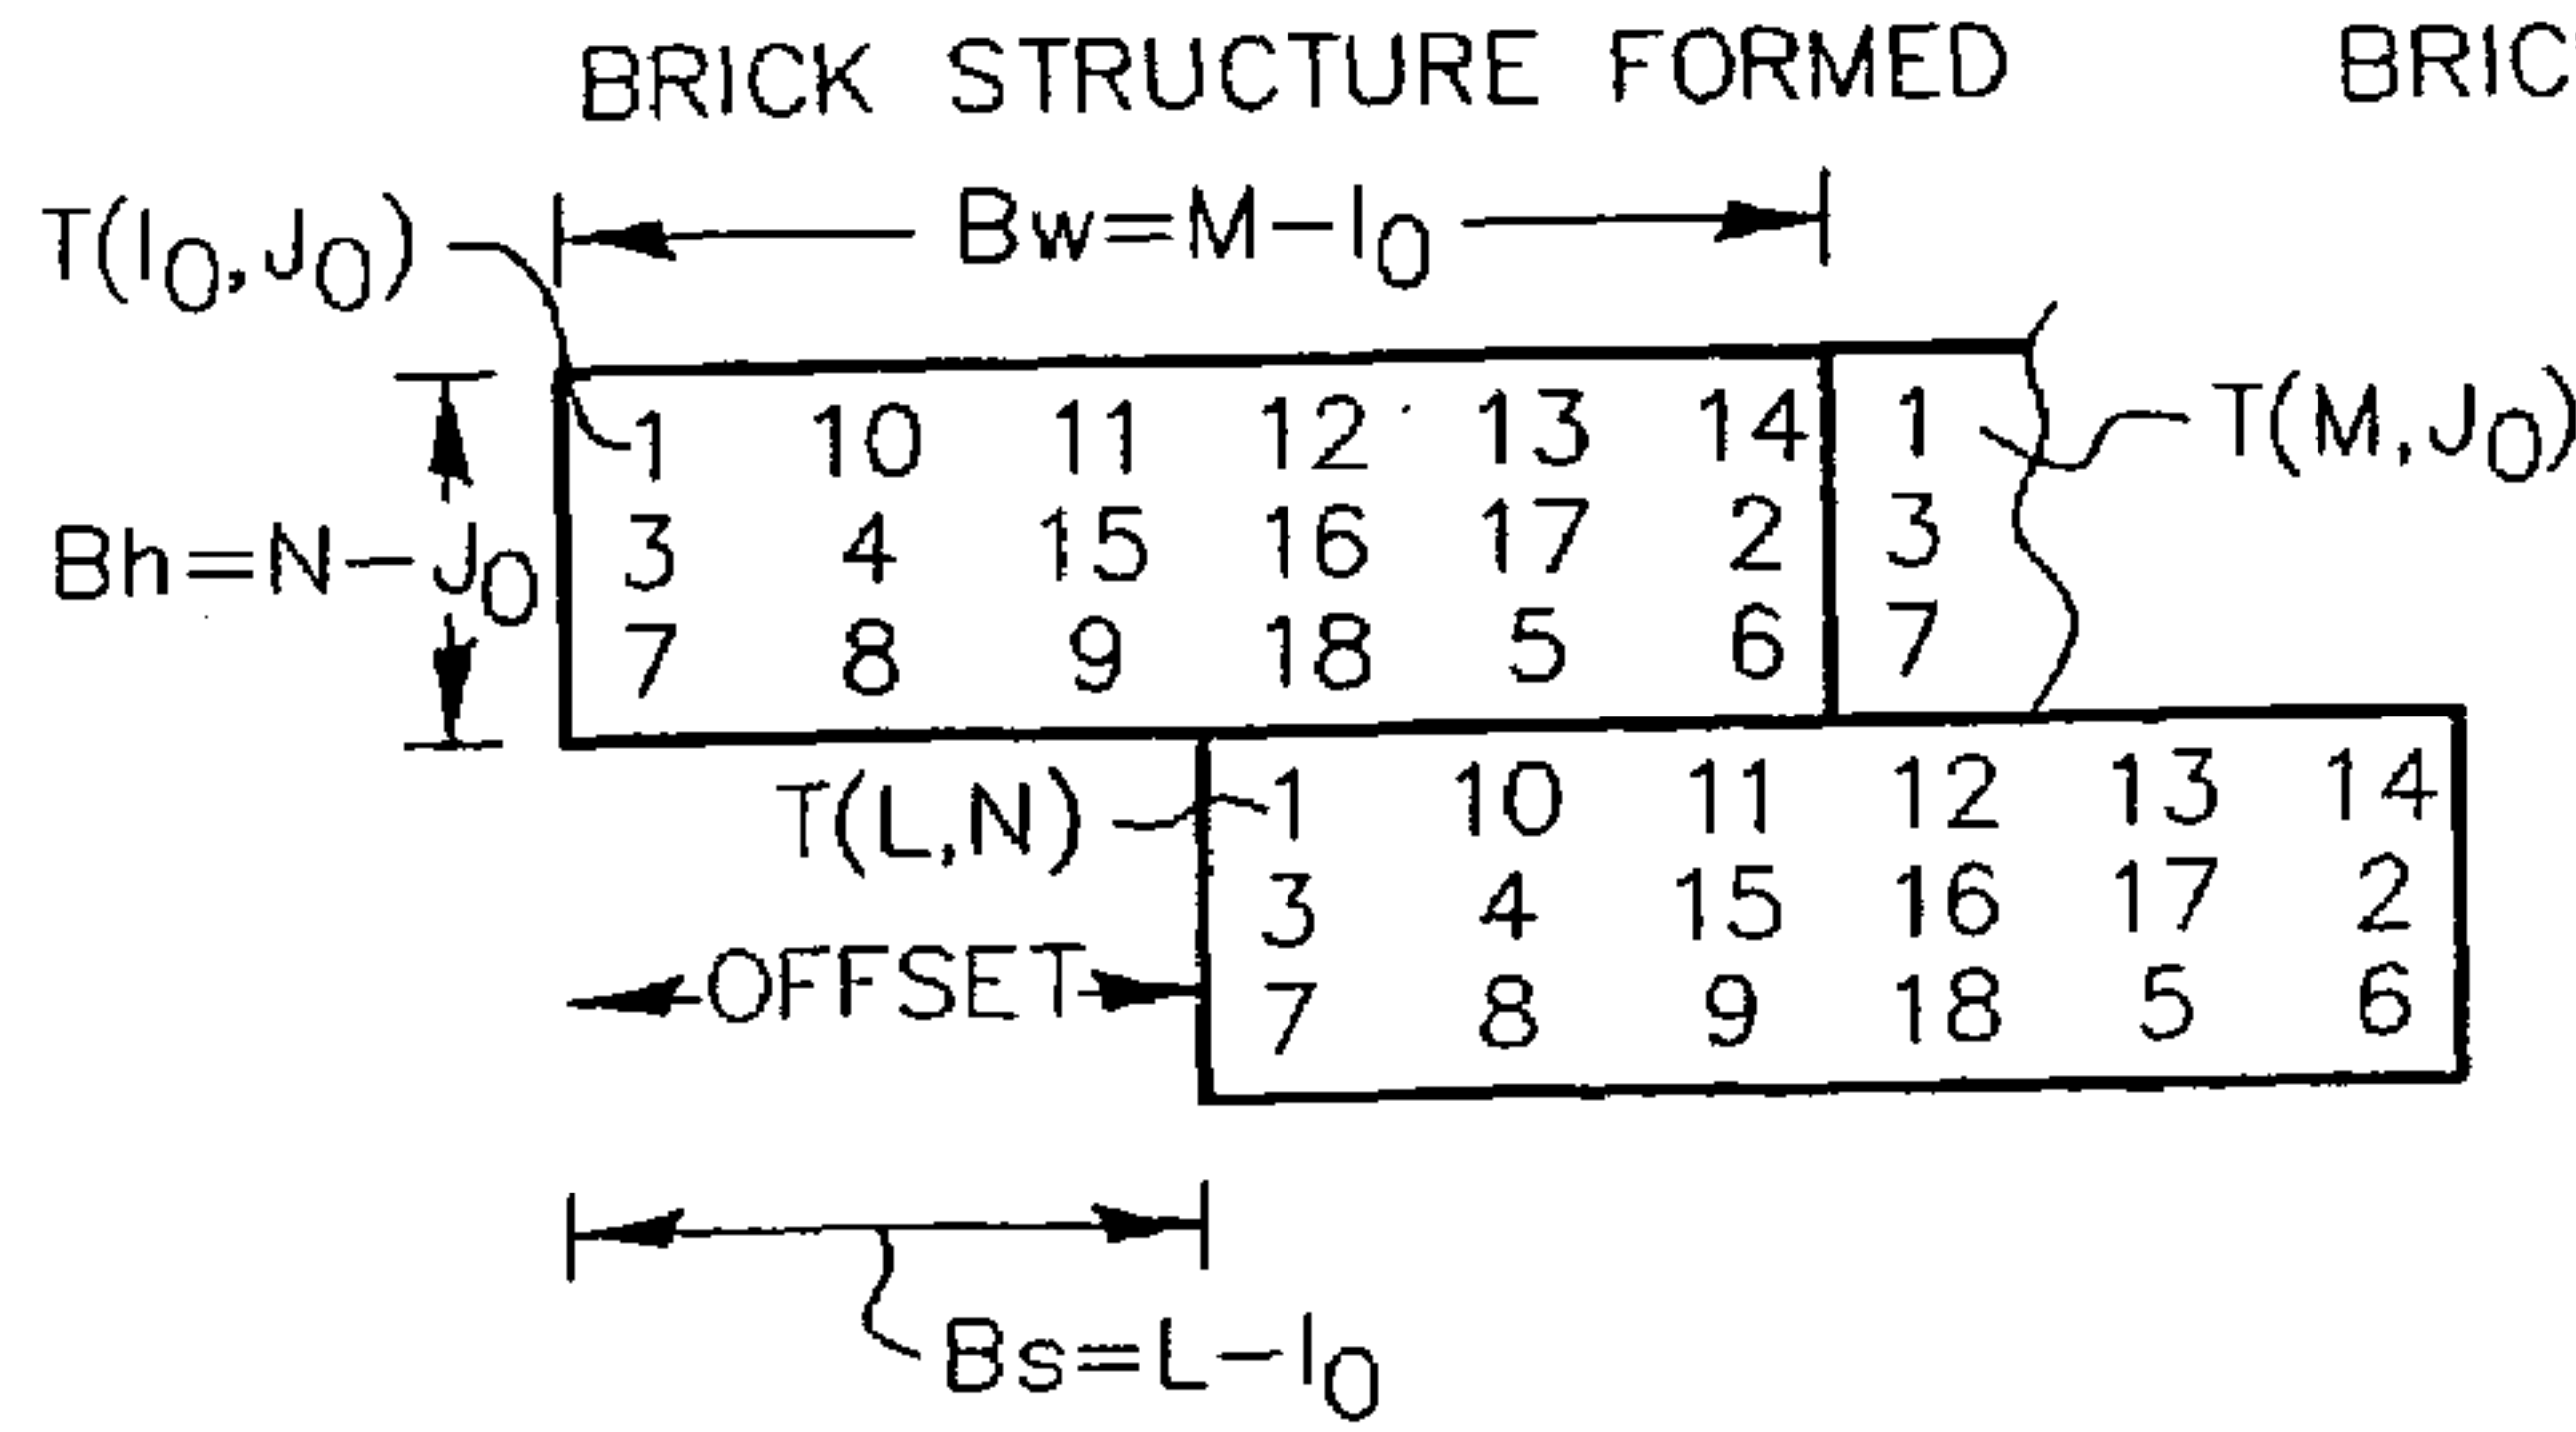 BRICK STRUCTURE FORMED BRIC
T(I0,J0) Bw=M-I0
1 10 11 12 13 14 1 T(M,J0)
Bh=N-J0 3 4 15 16 17 2 3
7 8 9 18 5 6 7
T(L,N) 1 10 11 12 13 14
3 4 15 16 17 2
OFFSET 7 8 9 18 5 6
Bs=L-I0